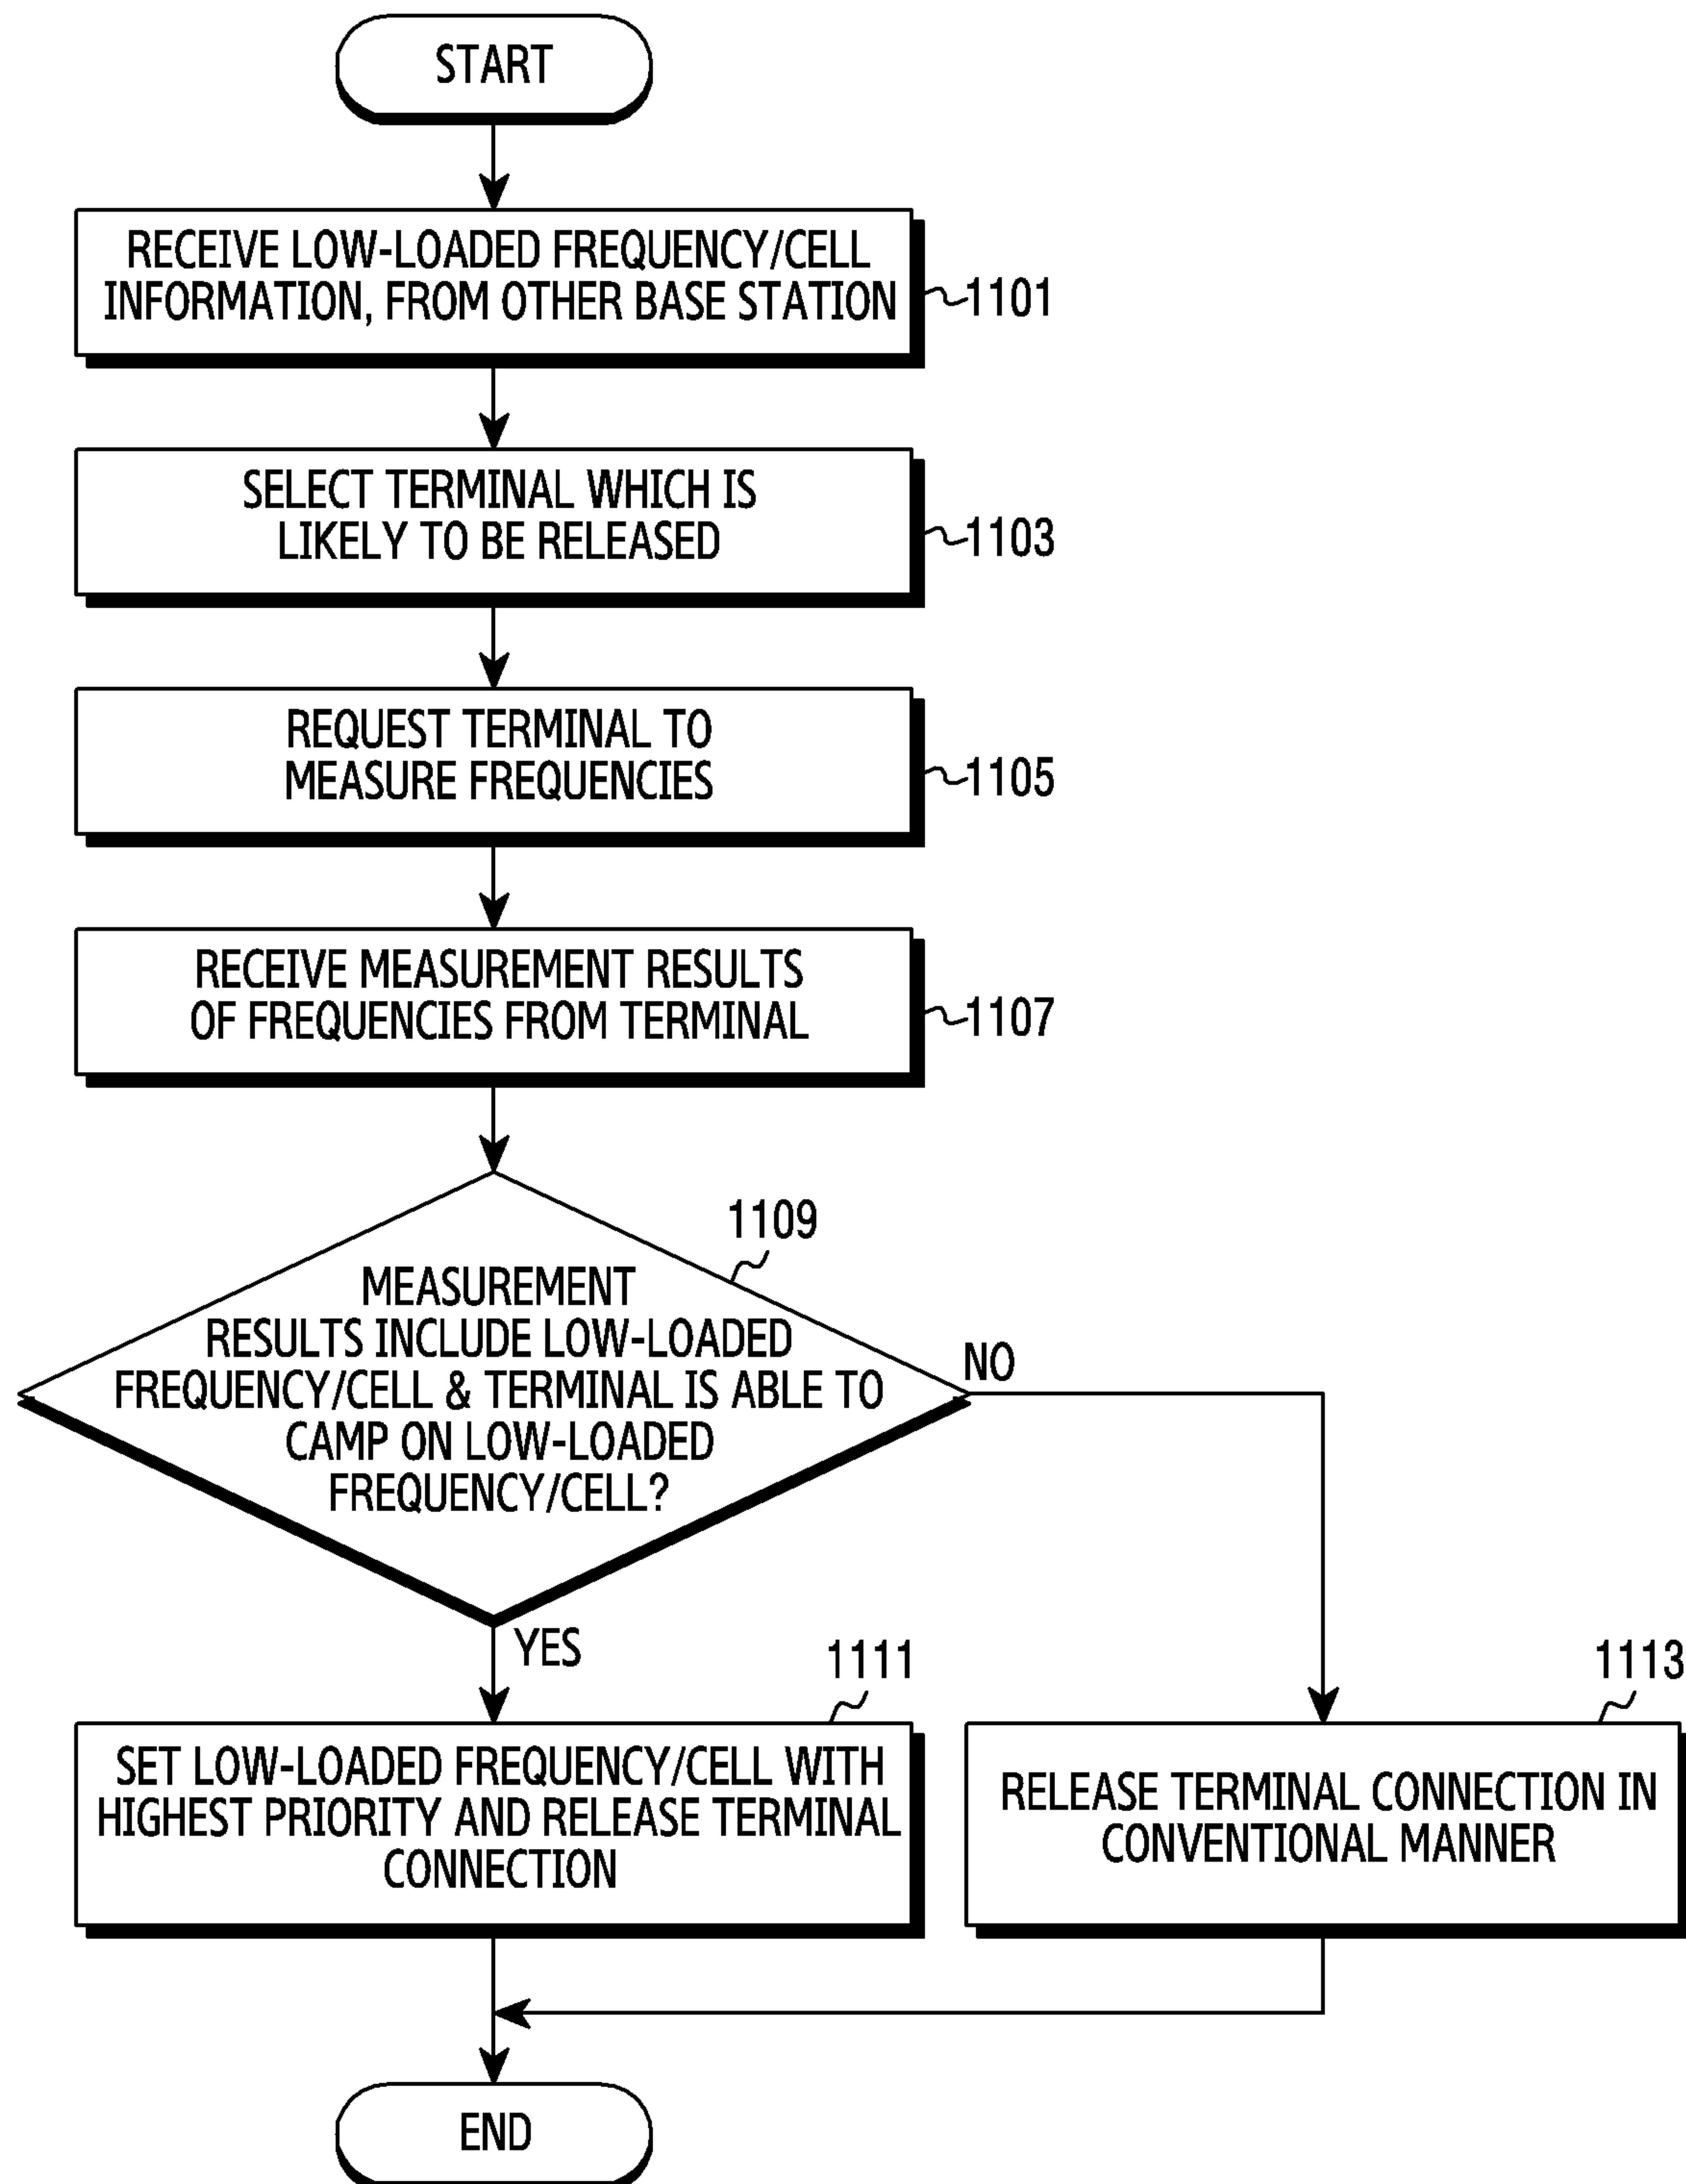 START
RECEIVE LOW-LOADED FREQUENCY/CELL
INFORMATION, FROM OTHER BASE STATION
1101
SELECT TERMINAL WHICH IS
LIKELY TO BE RELEASED
1103
REQUEST TERMINAL TO
MEASURE FREQUENCIES
1105
RECEIVE MEASUREMENT RESULTS
OF FREQUENCIES FROM TERMINAL
1107
1109
MEASUREMENT
RESULTS INCLUDE LOW-LOADED
FREQUENCY/CELL & TERMINAL IS ABLE TO
CAMP ON LOW-LOADED
FREQUENCY/CELL?
NO
YES
1111
SET LOW-LOADED FREQUENCY/CELL WITH
HIGHEST PRIORITY AND RELEASE TERMINAL
CONNECTION
1113
RELEASE TERMINAL CONNECTION IN
CONVENTIONAL MANNER
END